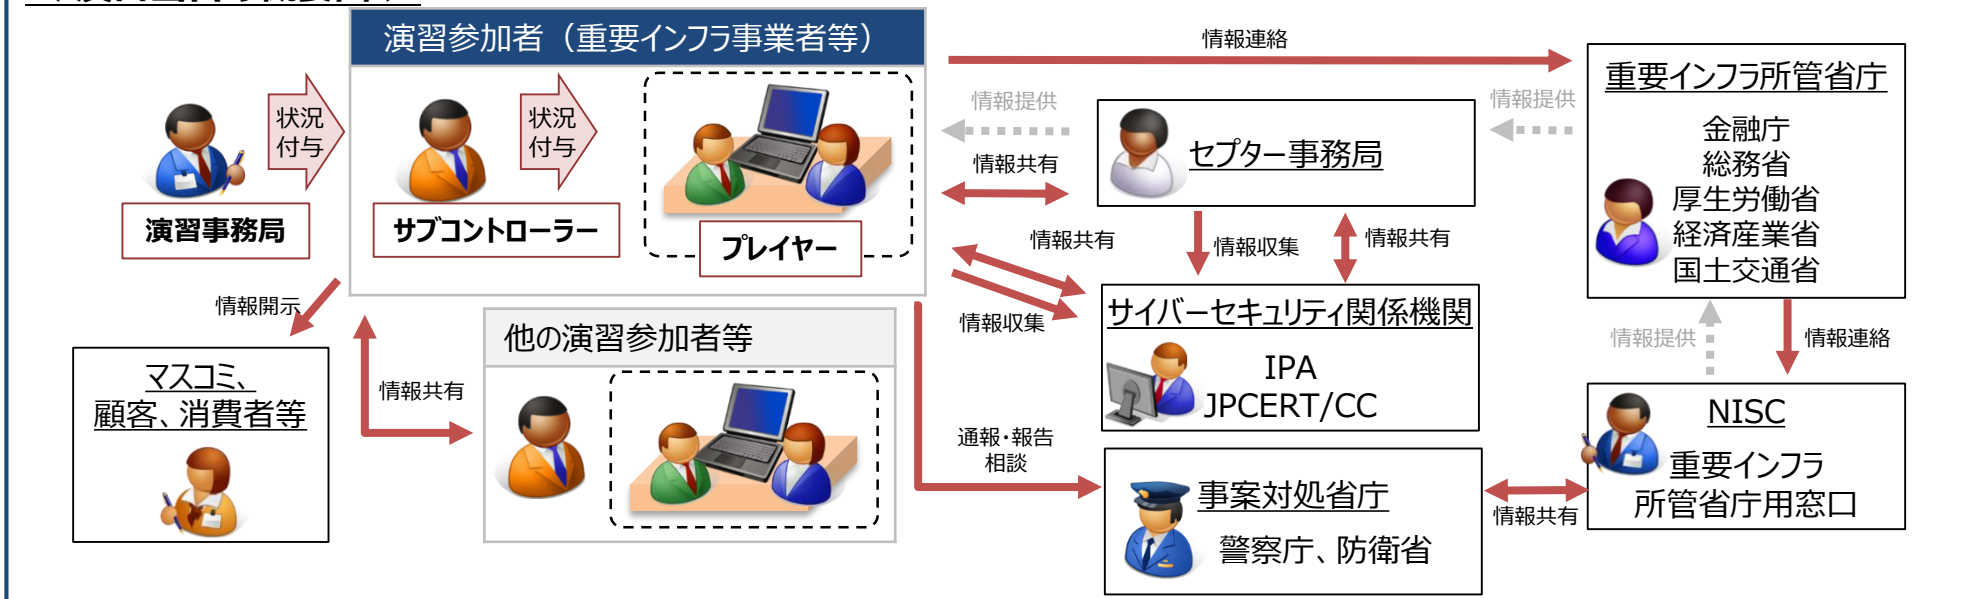 演習参加者（重要インフラ事業者等）
状況
付与
状況
付与
演習事務局
サブコントローラー
プレイヤー
情報連絡
情報提供
情報共有
セプター事務局
情報提供
重要インフラ所管省庁
金融庁
総務省
厚生労働省
経済産業省
国土交通省
情報共有
情報収集
情報収集
情報共有
サイバーセキュリティ関係機関
IPA
JPCERT/CC
情報開示
マスコミ、
顧客、消費者等
情報共有
他の演習参加者等
通報・報告
相談
事案対処省庁
警察庁、防衛省
情報共有
情報提供
情報連絡
NISC
重要インフラ
所管省庁用窓口